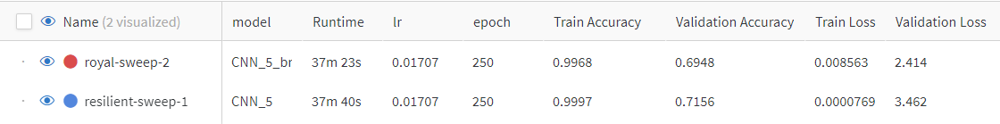 Name (2 visualized) model Runtime lr epoch Train Accuracy Validation Accuracy Train Loss Validation Loss
royal-sweep-2 CNN_5_br 37m 23s 0.01707 250 0.9968 0.6948 0.008563 2.414
resilient-sweep-1 CNN_5 37m 40s 0.01707 250 0.9997 0.7156 0.0000769 3.462